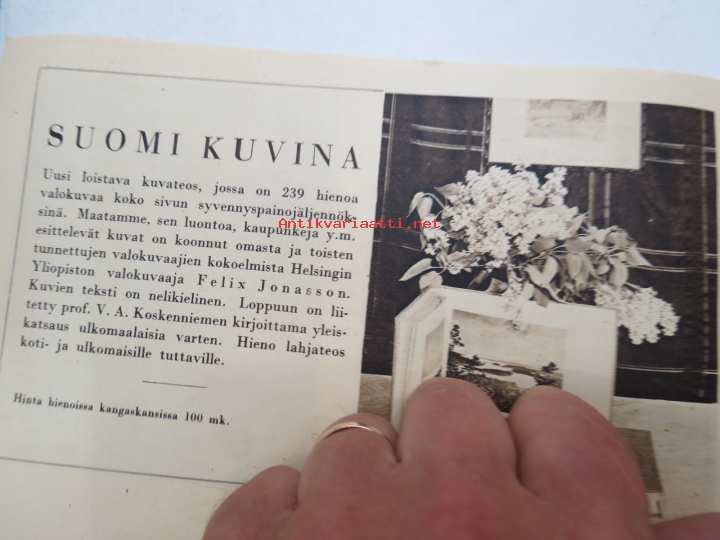 SUOMI KUVINA
Uusi loistava kuvateos, jossa on 239 hienoa
valokuvaa koko sivun syvennyspainojäljennök-
sinä. Maatamme, sen luontoa, kaupunkeja y.m.
esittelevät kuvat on koonnut omasta ja toisten
tunnettujen valokuvaajien kokoelmista Helsingin
Yliopiston valokuvaaja Felix Jonasson.
Kuvien teksti on nelikielinen. Loppuun on lii-
tetty prof. V. A. Koskenniemen kirjoittama yleis-
katsaus ulkomaalaisia varten. Hieno lahjateos
koti- ja ulkomaisille tuttaville.
Hinta hienoissa kangaskansissa 100 mk.
Antikvariaatti.net